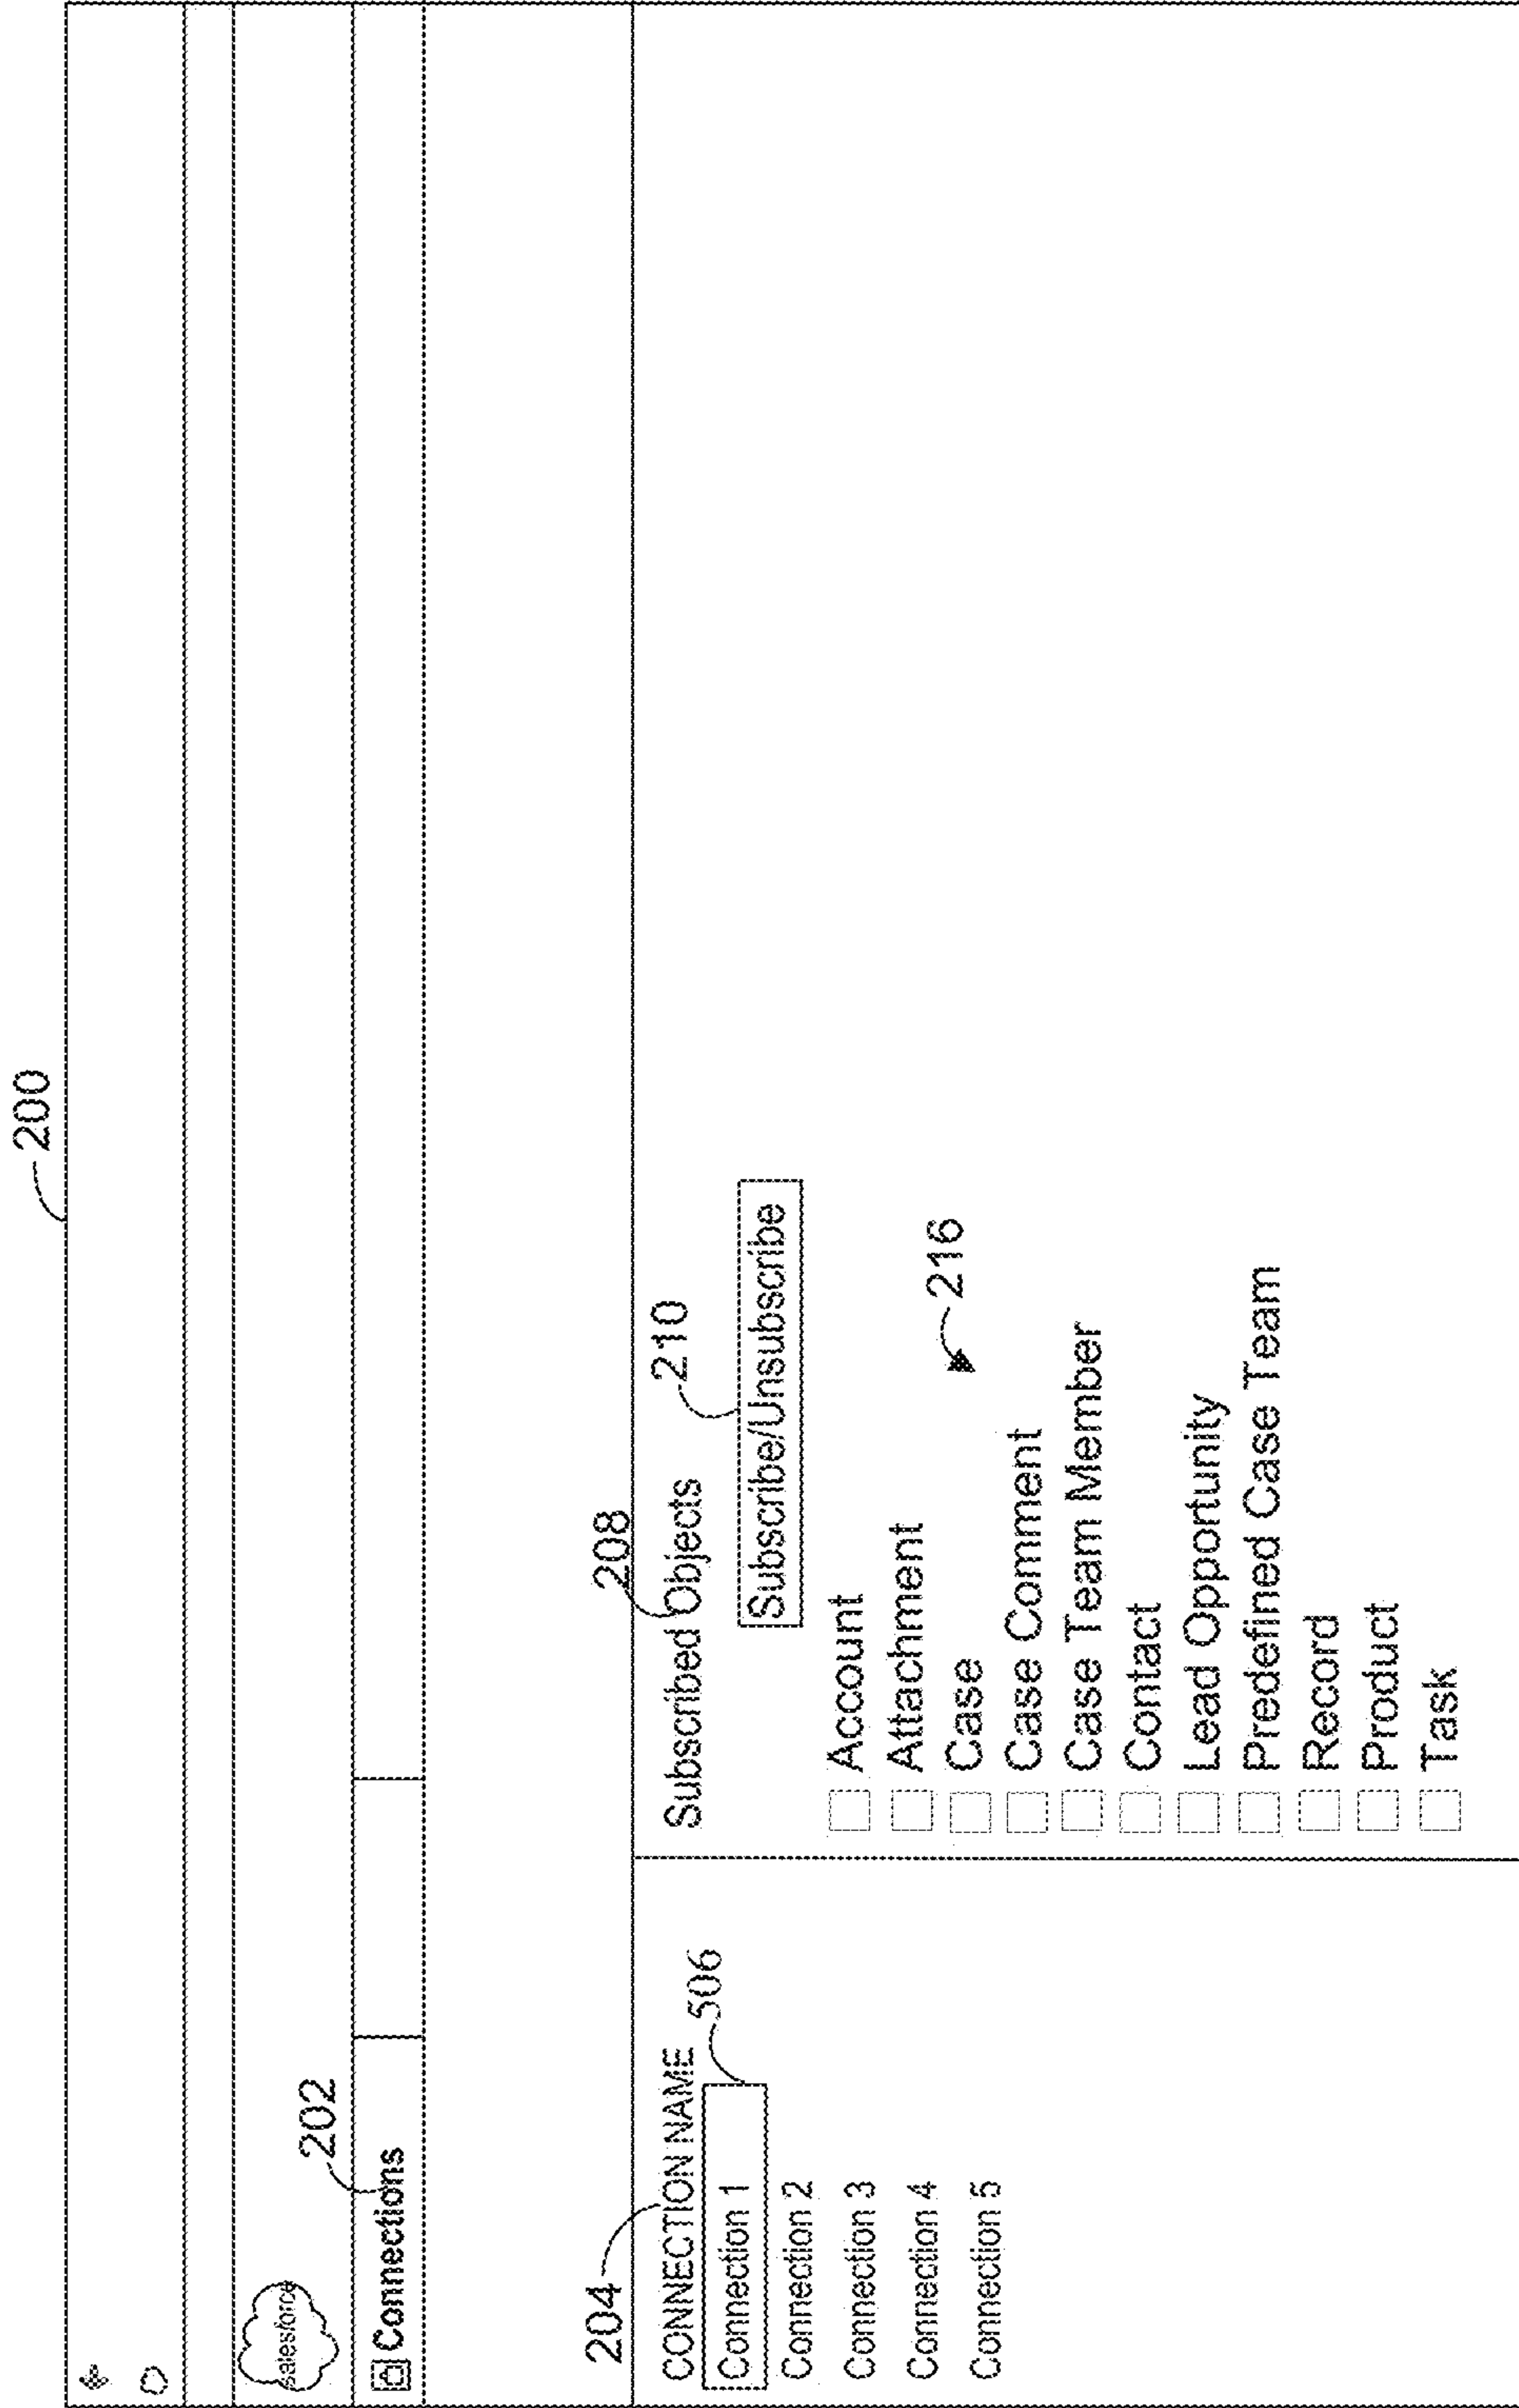 200
salesforce
202
Connections
204
CONNECTION NAME
506
Connection 1
Connection 2
Connection 3
Connection 4
Connection 5
208
Subscribed Objects
210
Subscribe/Unsubscribe
216
Account
Attachment
Case
Case Comment
Case Team Member
Contact
Lead Opportunity
Predefined Case Team
Record
Product
Task